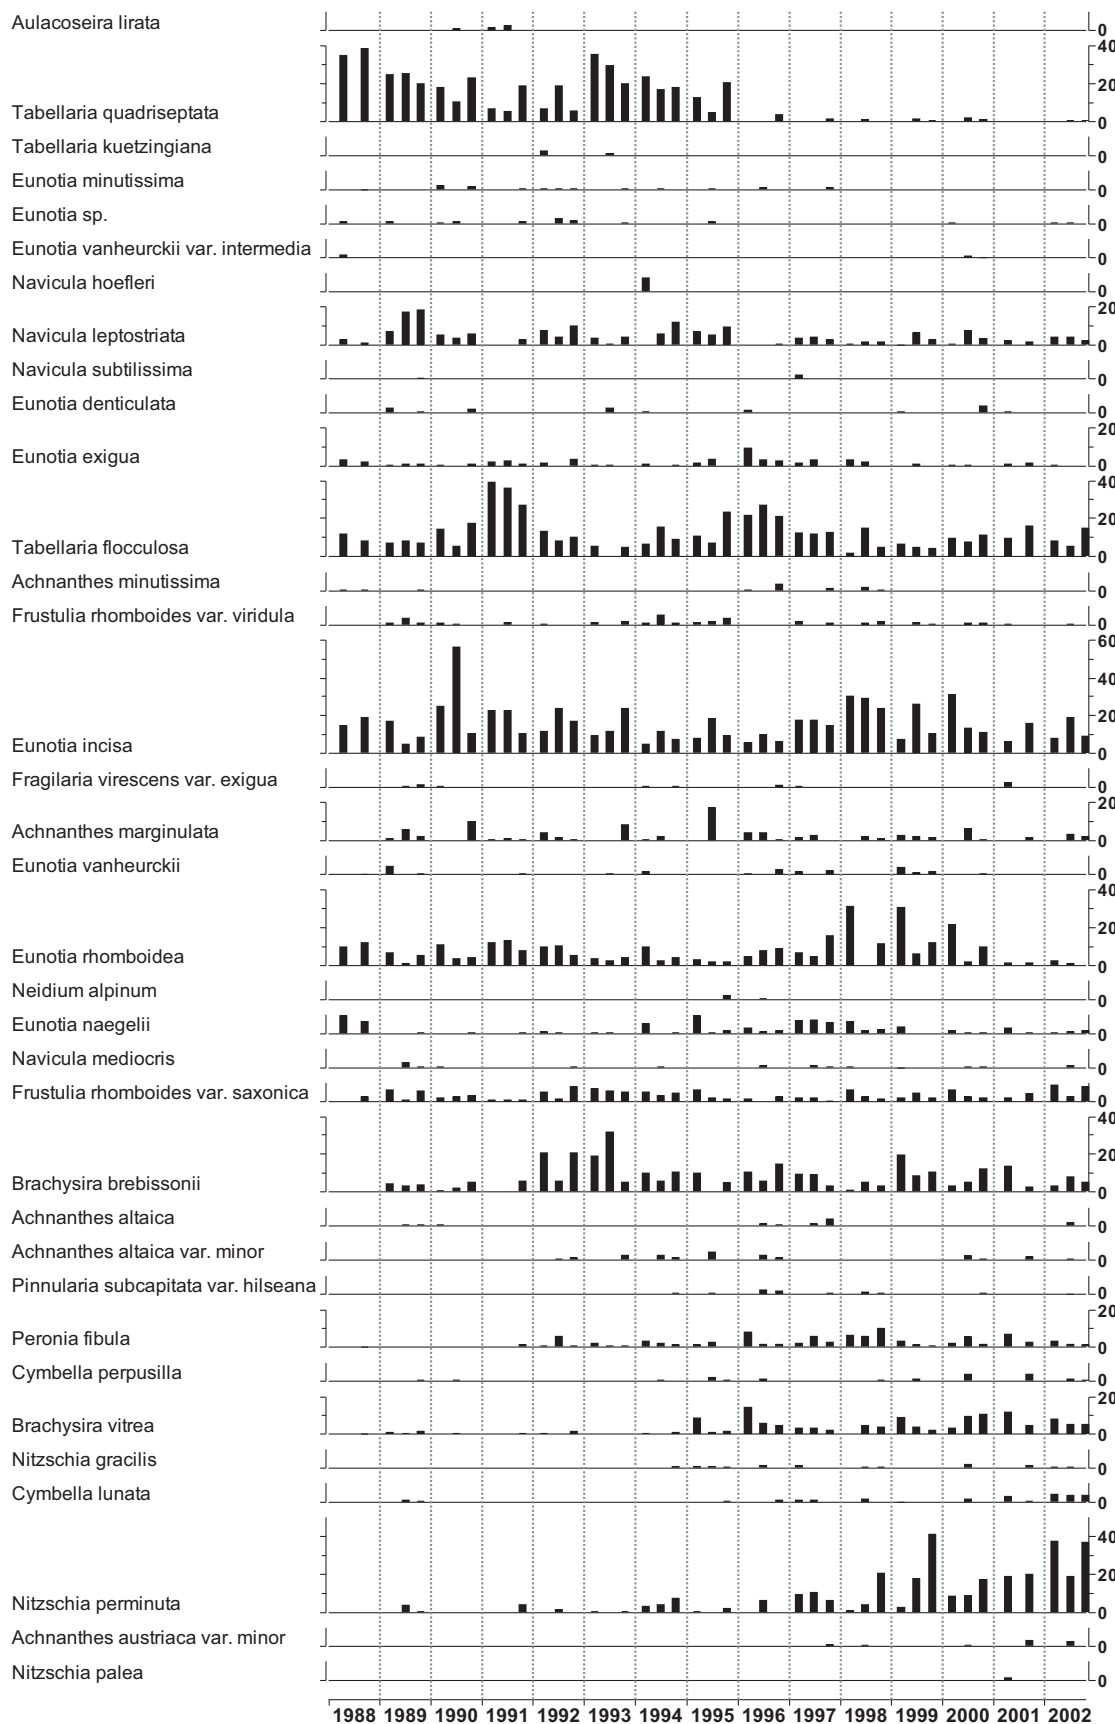 Aulacoseira lirata
0
40
20
Tabellaria quadriseptata
0
Tabellaria kuetzingiana
0
Eunotia minutissima
0
Eunotia sp.
0
Eunotia vanheurckii var. intermedia
0
Navicula hoefleri
0
20
Navicula leptostriata
0
Navicula subtilissima
0
Eunotia denticulata
0
20
Eunotia exigua
0
40
20
Tabellaria flocculosa
0
Achnanthes minutissima
0
Frustulia rhomboides var. viridula
0
60
40
20
Eunotia incisa
0
Fragilaria virescens var. exigua
0
20
Achnanthes marginulata
0
Eunotia vanheurckii
0
40
20
Eunotia rhomboidea
0
Neidium alpinum
0
Eunotia naegelii
0
Navicula mediocris
0
Frustulia rhomboides var. saxonica
0
40
20
Brachysira brebissonii
0
Achnanthes altaica
0
Achnanthes altaica var. minor
0
Pinnularia subcapitata var. hilseana
0
20
Peronia fibula
0
Cymbella perpusilla
0
20
Brachysira vitrea
0
Nitzschia gracilis
0
Cymbella lunata
0
40
20
Nitzschia perminuta
0
Achnanthes austriaca var. minor
0
Nitzschia palea
0
1988 1989 1990 1991 1992 1993 1994 1995 1996 1997 1998 1999 2000 2001 2002